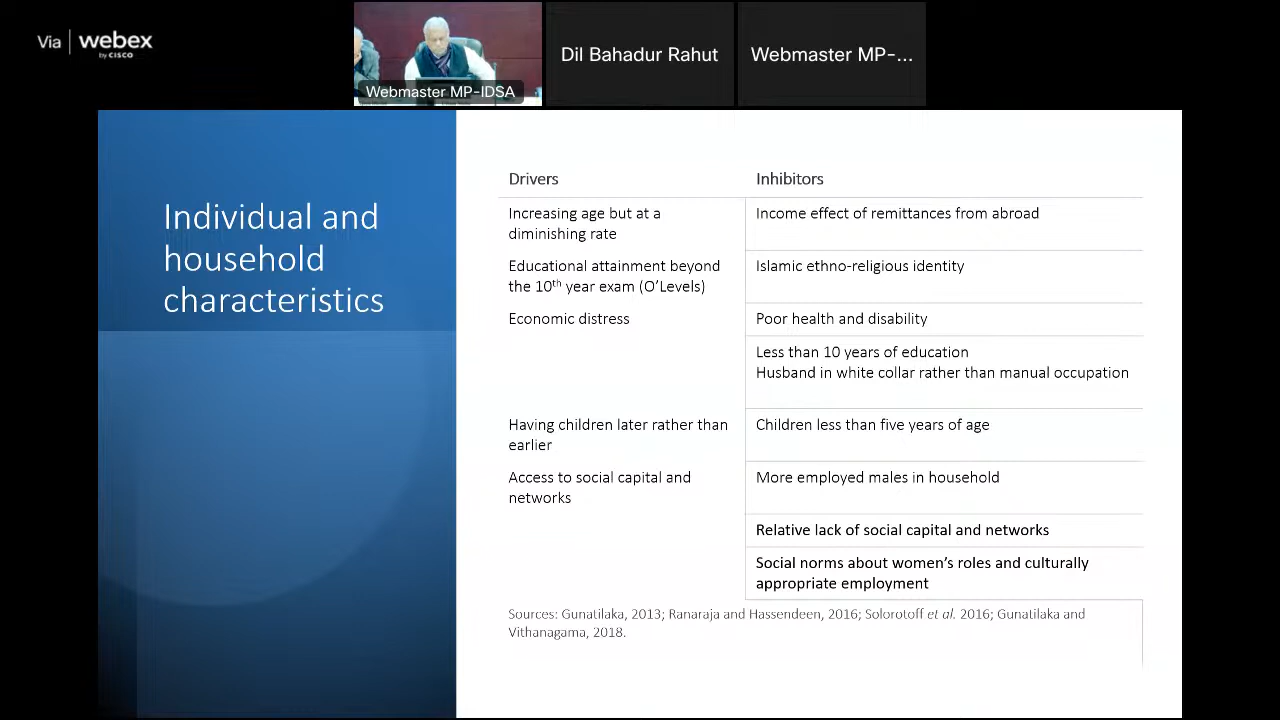 Via | webex
by CISCO
Webmaster MP-IDSA
Dil Bahadur Rahut
Webmaster MP-...
Individual and
household
characteristics
Drivers
Inhibitors
Increasing age but at a
diminishing rate
Income effect of remittances from abroad
Educational attainment beyond
the 10th year exam (O’Levels)
Islamic ethno-religious identity
Economic distress
Poor health and disability
Less than 10 years of education
Husband in white collar rather than manual occupation
Having children later rather than
earlier
Children less than five years of age
Access to social capital and
networks
More employed males in household
Relative lack of social capital and networks
Social norms about women’s roles and culturally
appropriate employment
Sources: Gunatilaka, 2013; Ranaraja and Hassendeen, 2016; Solorotoff et al. 2016; Gunatilaka and
Vithanagama, 2018.